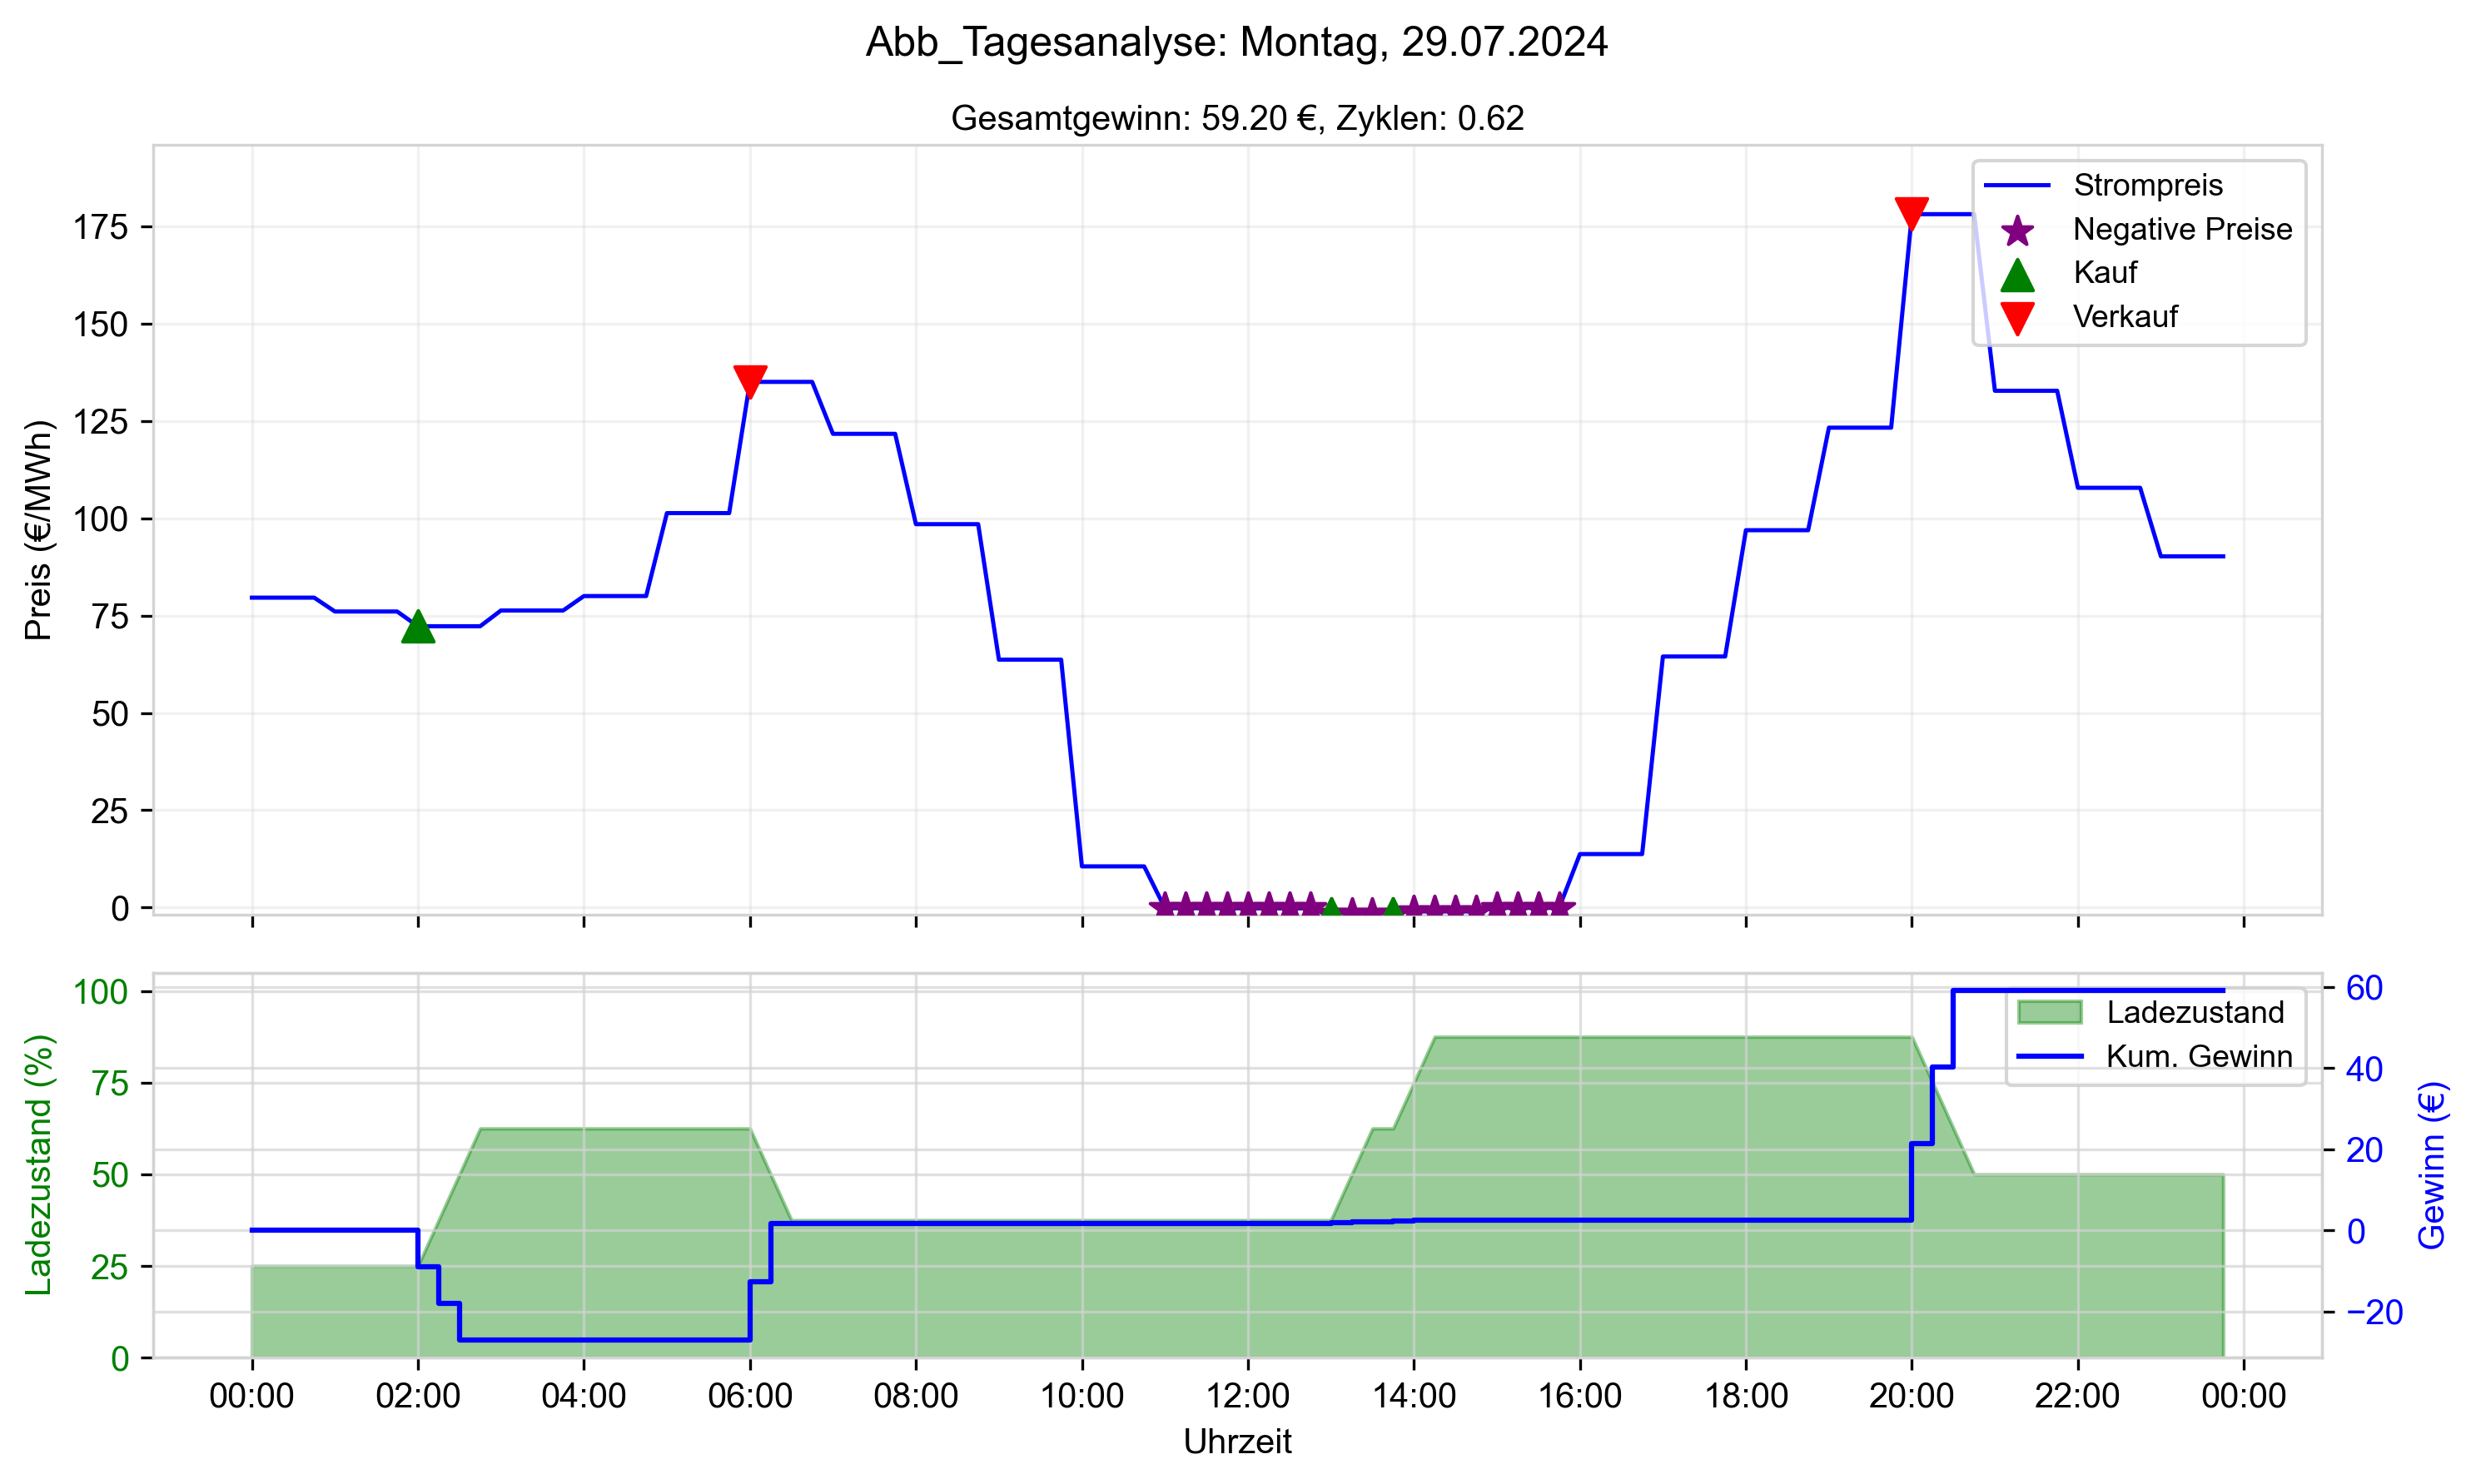 Abb_Tagesanalyse: Montag, 29.07.2024
Gesamtgewinn: 59.20 €, Zyklen: 0.62
Preis (€/MWh)
175
150
125
100
75
50
25
0
Strompreis
Negative Preise
Kauf
Verkauf
Ladezustand (%)
100
75
50
25
0
Ladezustand
Kum. Gewinn
60
40
20
0
−20
Gewinn (€)
00:00 02:00 04:00 06:00 08:00 10:00 12:00 14:00 16:00 18:00 20:00 22:00 00:00
Uhrzeit